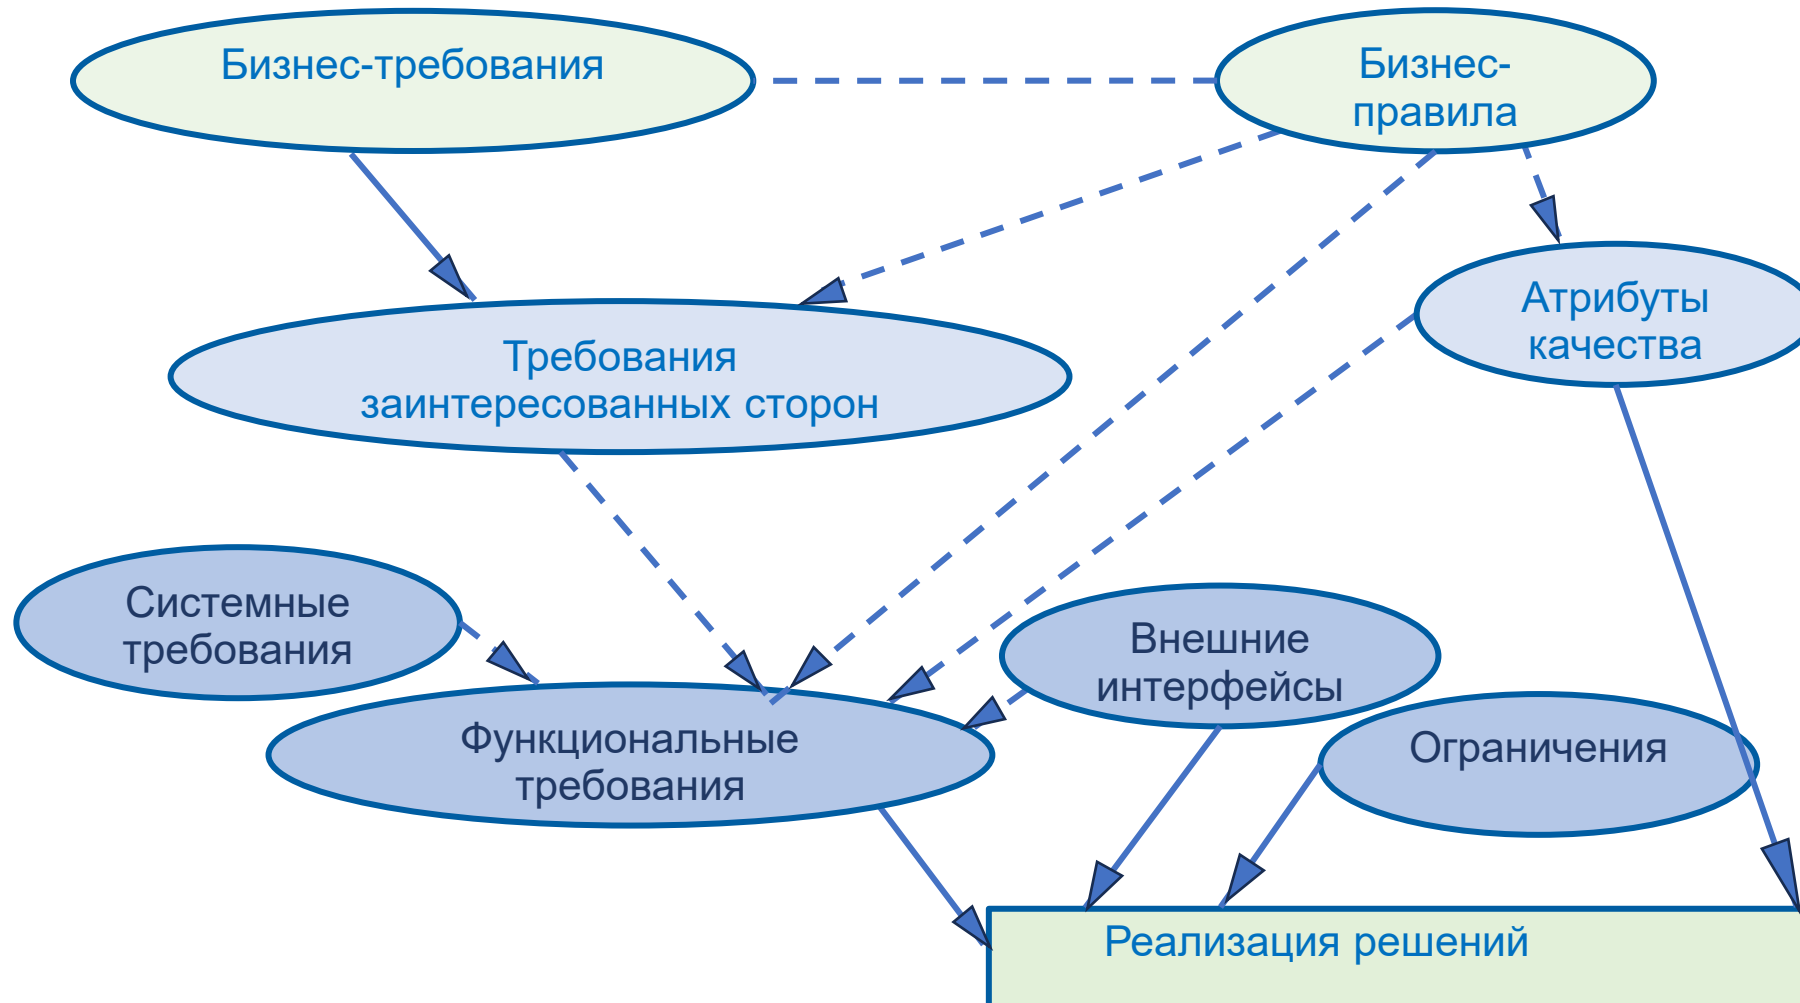 Бизнес-требования
Бизнес-
правила
Атрибуты
качества
Требования
заинтересованных сторон
Системные
требования
Внешние
интерфейсы
Функциональные
требования
Ограничения
Реализация решений